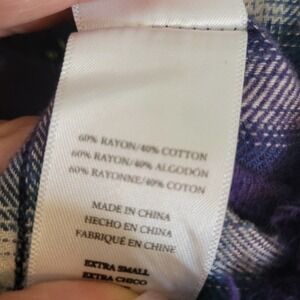 60% RAYON/40% COTTON
60% RAYON/40% ALGODÓN
60% RAYONNE/40% COTON
MADE IN CHINA
HECHO EN CHINA
FABRIQUÉ EN CHINE
EXTRA SMALL
EXTRA CHICO